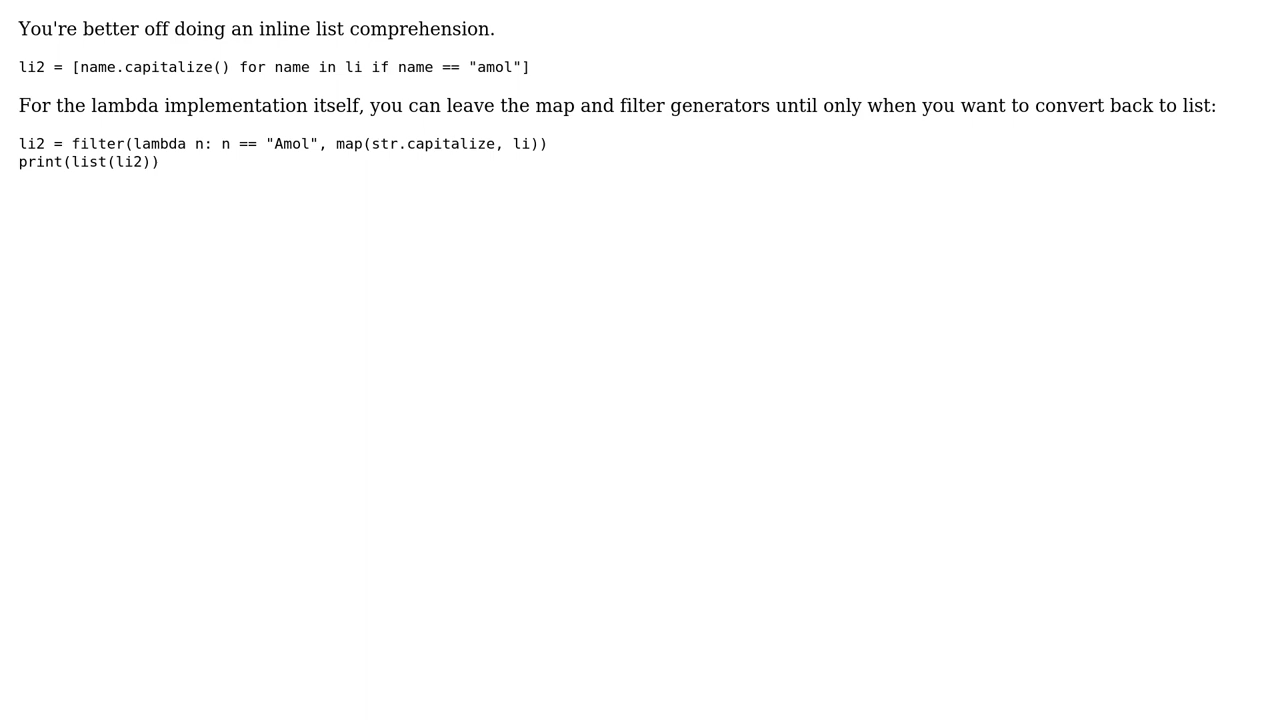 You're better off doing an inline list comprehension.
li2 = [name.capitalize() for name in li if name == "amol"]
For the lambda implementation itself, you can leave the map and filter generators until only when you want to convert back to list:
li2 = filter(lambda n: n == "Amol", map(str.capitalize, li))
print(list(li2))